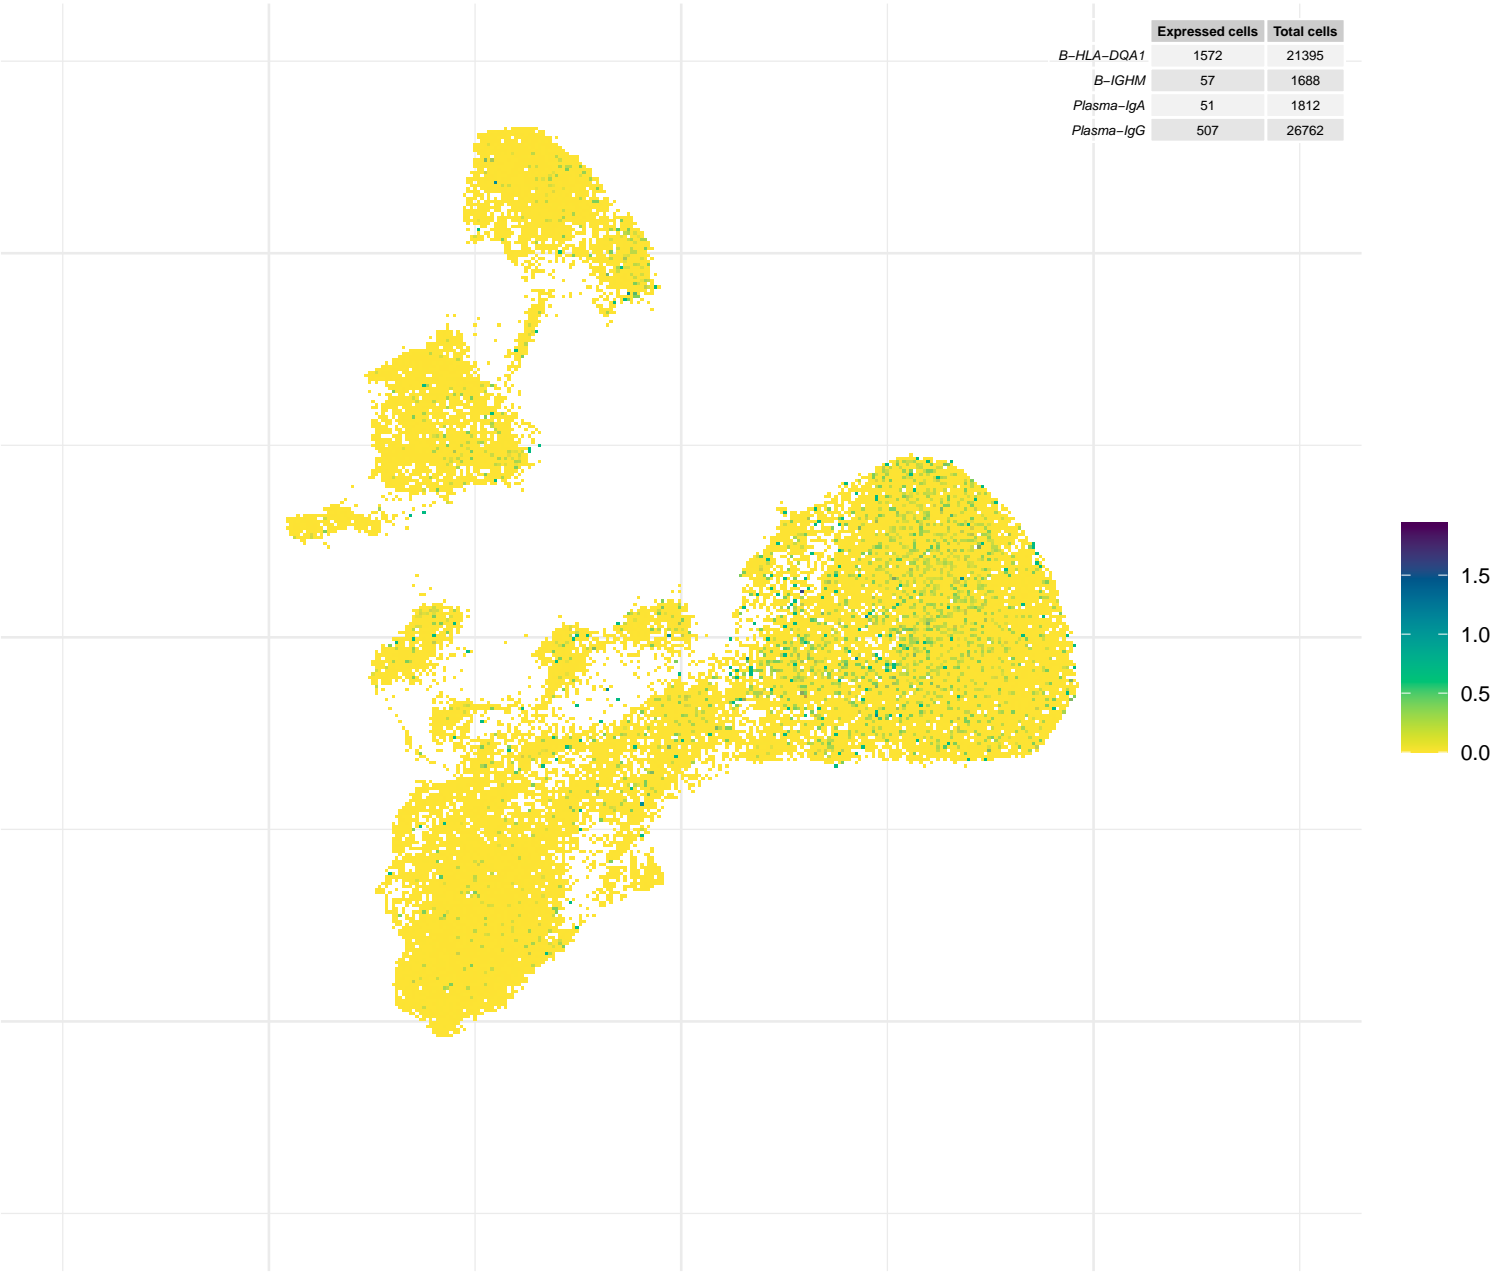 Expressed cells Total cells
B−HLA−DQA1 1572 21395
B−IGHM 57 1688
Plasma−IgA 51 1812
Plasma−IgG 507 26762
1.5
1.0
0.5
0.0